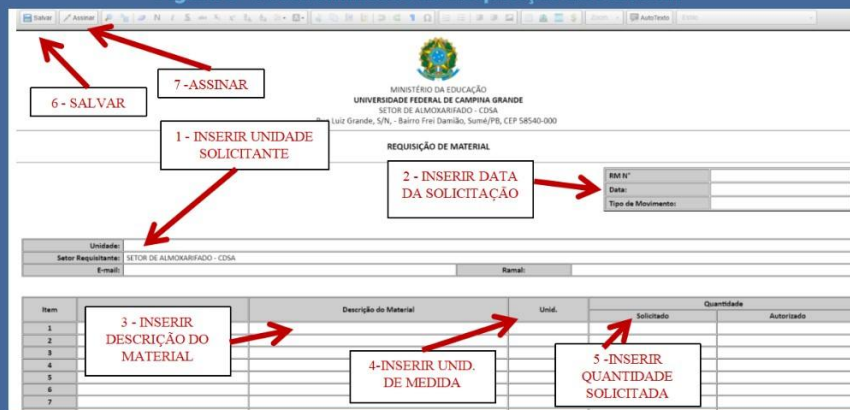 Salvar
Assinar
N I S
AutoTexto
7 -ASSINAR
6 - SALVAR
MINISTÉRIO DA EDUCAÇÃO
UNIVERSIDADE FEDERAL DE CAMPINA GRANDE
SETOR DE ALMOXARIFADO - CDSA
Luiz Grande, S/N, - Bairro Frei Damião, Sumé/PB, CEP 58540-000
1 - INSERIR UNIDADE
SOLICITANTE
REQUISIÇÃO DE MATERIAL
2 - INSERIR DATA
DA SOLICITAÇÃO
RM N°
Data:
Tipo de Movimento:
Unidade:
Setor Requisitante: SETOR DE ALMOXARIFADO - CDSA
E-mail: Ramal:
Item Descrição do Material Unid. Quantidade
Solicitado Autorizado
1
2
3
4
5
6
7
3 - INSERIR
DESCRIÇÃO DO
MATERIAL
4-INSERIR UNID.
DE MEDIDA
5 -INSERIR
QUANTIDADE
SOLICITADA